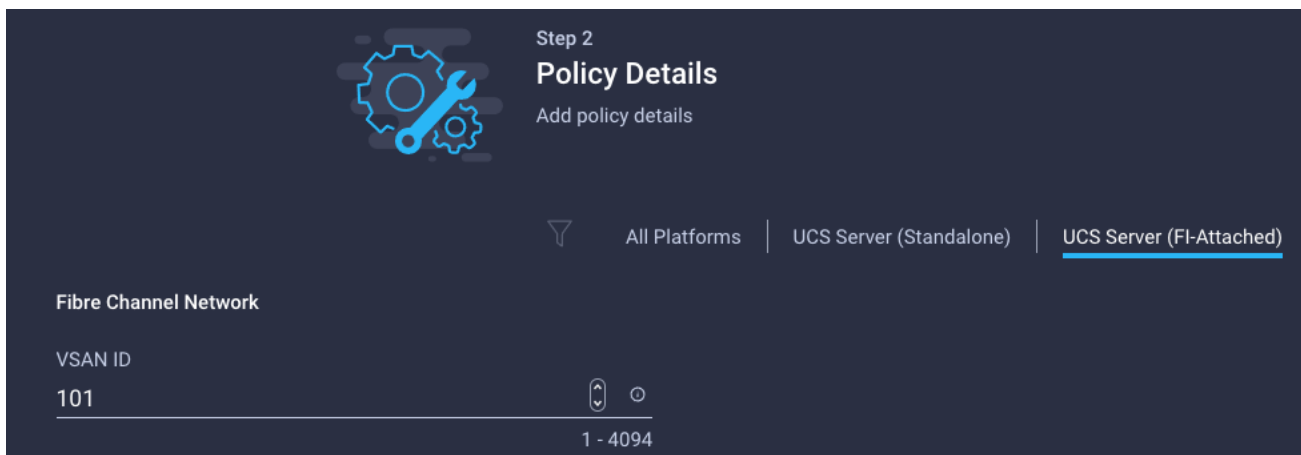 Step 2
Policy Details
Add policy details
All Platforms UCS Server (Standalone) UCS Server (FI-Attached)
Fibre Channel Network
VSAN ID
101
1 - 4094